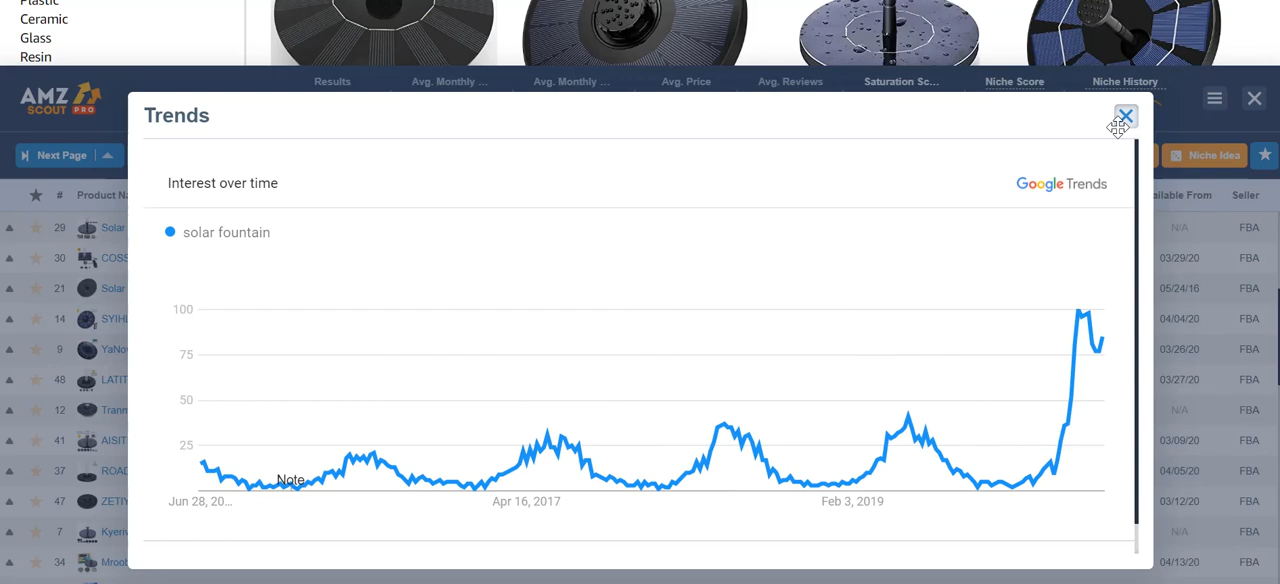 Plastic
Ceramic
Glass
Resin
AMZ
SCOUT PRO
Results Avg. Monthly ... Avg. Monthly ... Avg. Price Avg. Reviews Saturation Sc... Niche Score Niche History
Next Page
Niche Idea
# Product Na
ailable From Seller
29 Solar N/A FBA
30 COSS 03/29/20 FBA
21 Solar 05/24/16 FBA
14 SYIH 04/04/20 FBA
9 YaNo 03/26/20 FBA
48 LATIT 03/27/20 FBA
12 Tranm N/A FBA
41 AISIT 03/09/20 FBA
37 ROAD 04/05/20 FBA
47 ZETIY 03/12/20 FBA
7 Kyeri N/A FBA
34 Mroob 04/13/20 FBA
Trends
Interest over time
Google Trends
solar fountain
100
75
50
25
Note
Jun 28, 20... Apr 16, 2017 Feb 3, 2019